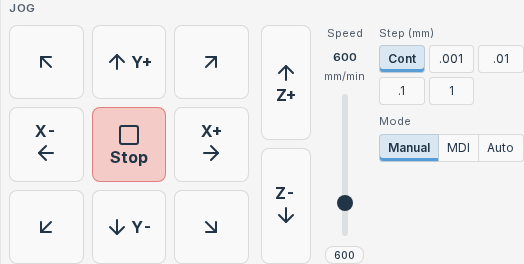 JOG
Speed
Step (mm)
Y+
Z+
600
mm/min
Cont
.001
.01
.1
1
X-
Stop
X+
Mode
Manual
MDI
Auto
Z-
Y-
600